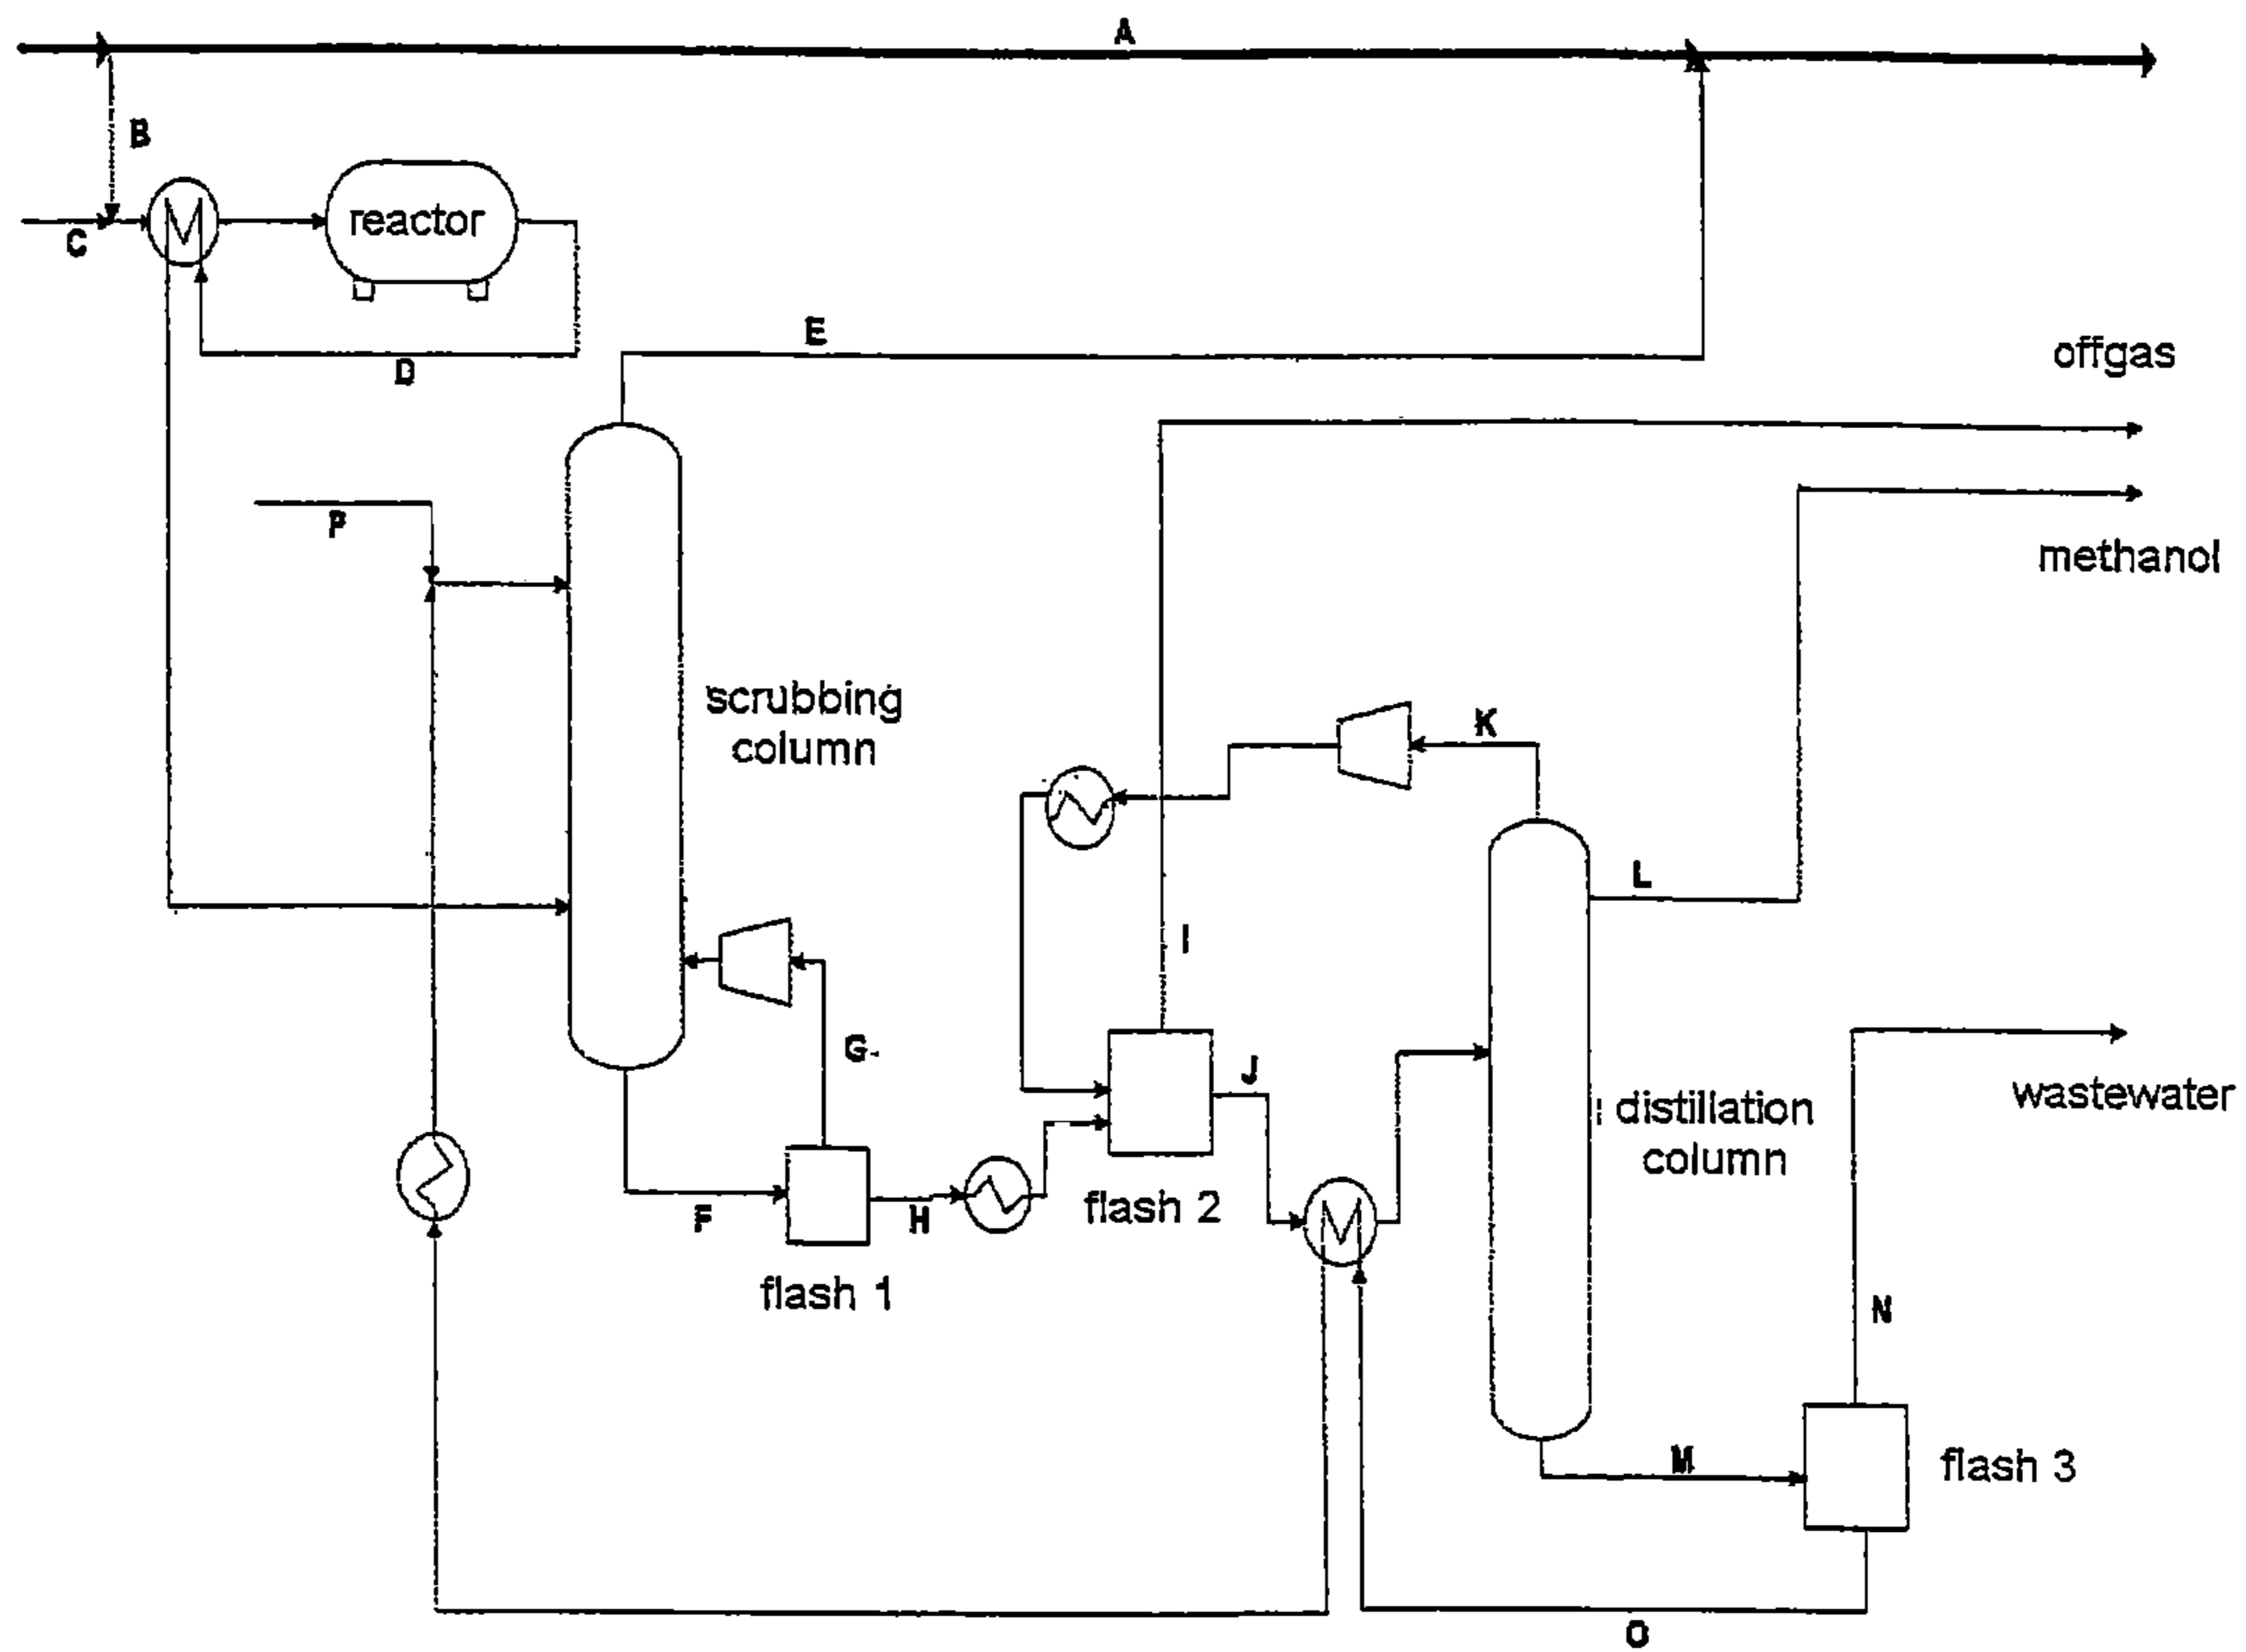 A
B
reactor
C
E
D
offgas
P
methanol
scrubbing
column
K
L
I
G
J
distillation
column
wastewater
F
H
flash 2
flash 1
N
M
flash 3
O